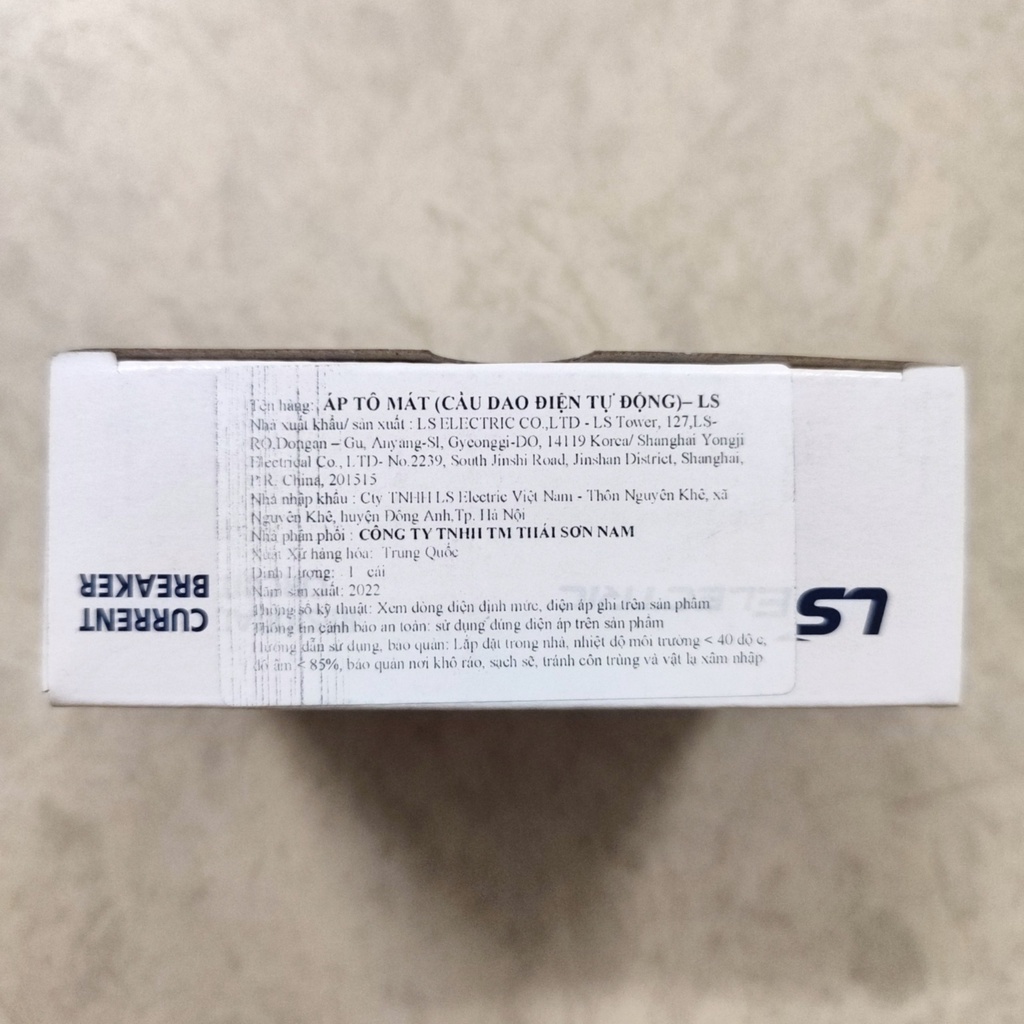 Tên hàng: ÁP TÔ MÁT (CẦU DAO ĐIỆN TỰ ĐỘNG)– LS
Nhà xuất khẩu/ sản xuất : LS ELECTRIC CO.,LTD - LS Tower, 127,LS-
RO,Dongan – Gu, Anyang-SI, Gyeonggi-DO, 14119 Korea/ Shanghai Yongji
Electrical Co., LTD- No.2239, South Jinshi Road, Jinshan District, Shanghai,
P.R. China, 201515
Nhà nhập khẩu : Cty TNHH LS Electric Việt Nam - Thôn Nguyên Khê, xã
Nguyên Khê, huyện Đông Anh,Tp. Hà Nội
Nhà phân phối : CÔNG TY TNHH TM THÁI SƠN NAM
Xuất Xứ hàng hóa: Trung Quốc
Định Lượng: 1 cái
Năm sản xuất: 2022
Thông số kỹ thuật: Xem dòng điện định mức, điện áp ghi trên sản phẩm
Thông tin cảnh báo an toàn: sử dụng đúng điện áp trên sản phẩm
Hướng dẫn sử dụng, bảo quản: Lắp đặt trong nhà, nhiệt độ môi trường < 40 độ c,
độ ẩm < 85%, bảo quản nơi khô ráo, sạch sẽ, tránh côn trùng và vật lạ xâm nhập
CURRENT
BREAKER
LS ELECTRIC